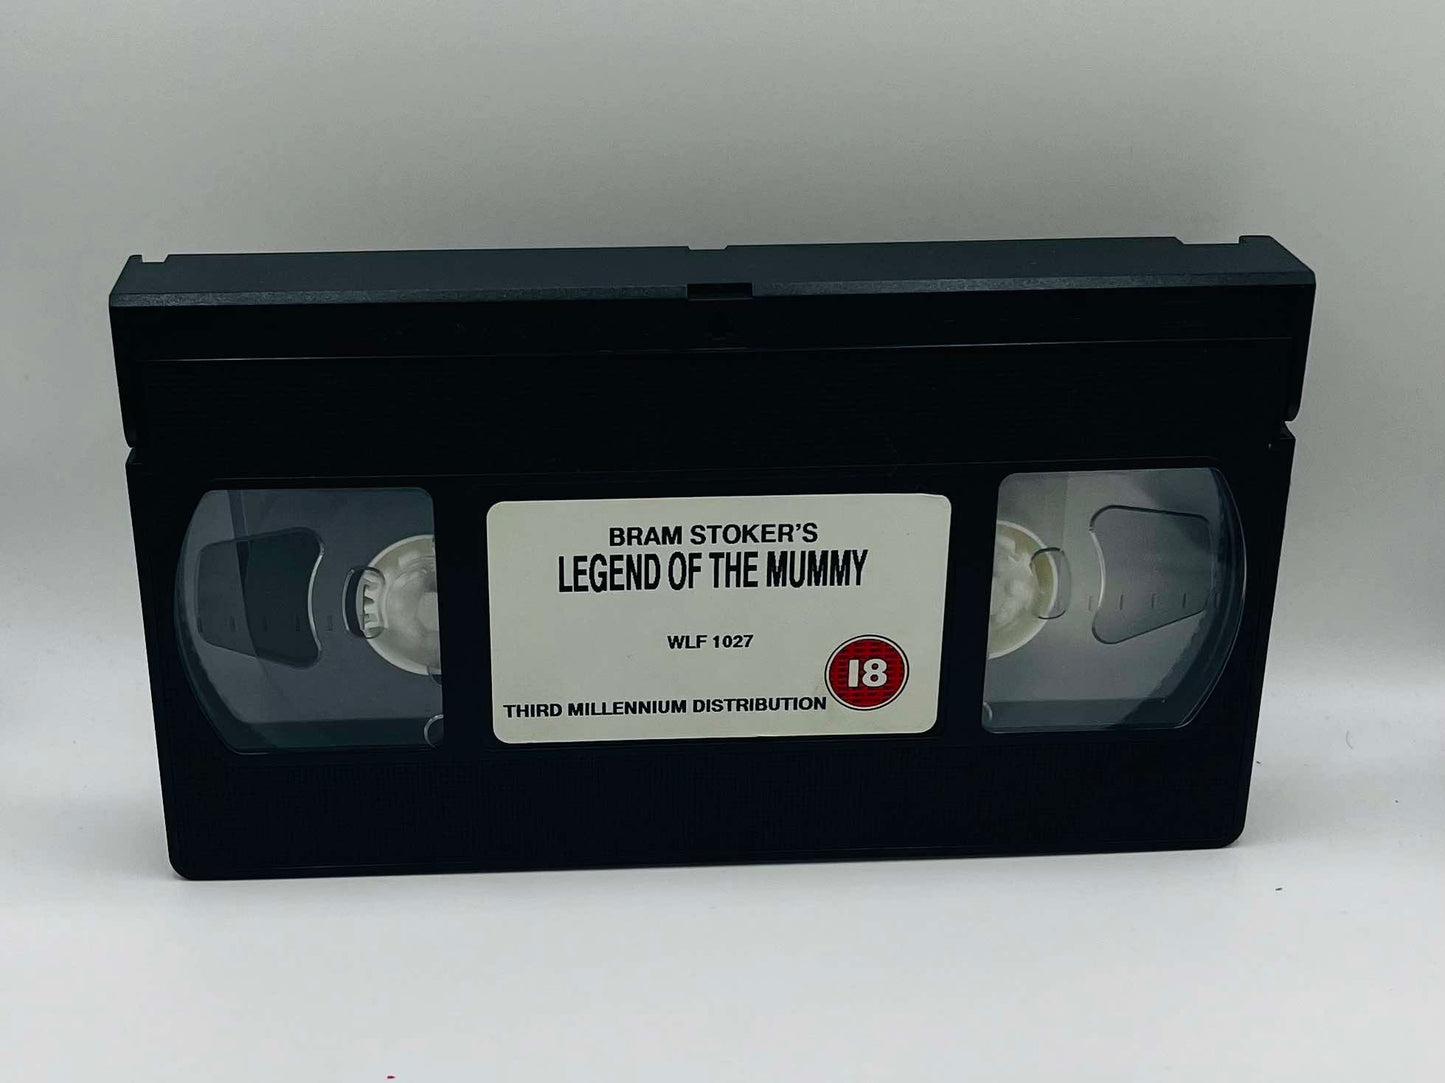 BRAM STOKER'S
LEGEND OF THE MUMMY
WLF 1027
18
THIRD MILLENNIUM DISTRIBUTION